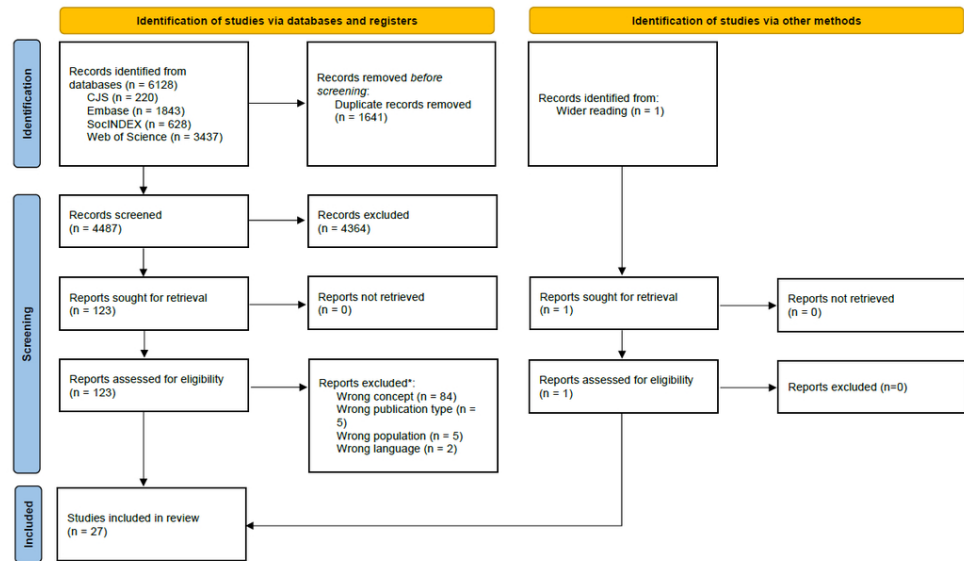 Identification of studies via databases and registers
Identification of studies via other methods
Identification
Records identified from
databases (n = 6128)
CJS (n = 220)
Embase (n = 1843)
SocINDEX (n = 628)
Web of Science (n = 3437)
Records removed before
screening:
Duplicate records removed
(n = 1641)
Records identified from:
Wider reading (n = 1)
Screening
Records screened
(n = 4487)
Records excluded
(n = 4364)
Reports sought for retrieval
(n = 123)
Reports not retrieved
(n = 0)
Reports sought for retrieval
(n = 1)
Reports not retrieved
(n = 0)
Reports assessed for eligibility
(n = 123)
Reports excluded*:
Wrong concept (n = 84)
Wrong publication type (n =
5)
Wrong population (n = 5)
Wrong language (n = 2)
Reports assessed for eligibility
(n = 1)
Reports excluded (n=0)
Included
Studies included in review
(n = 27)